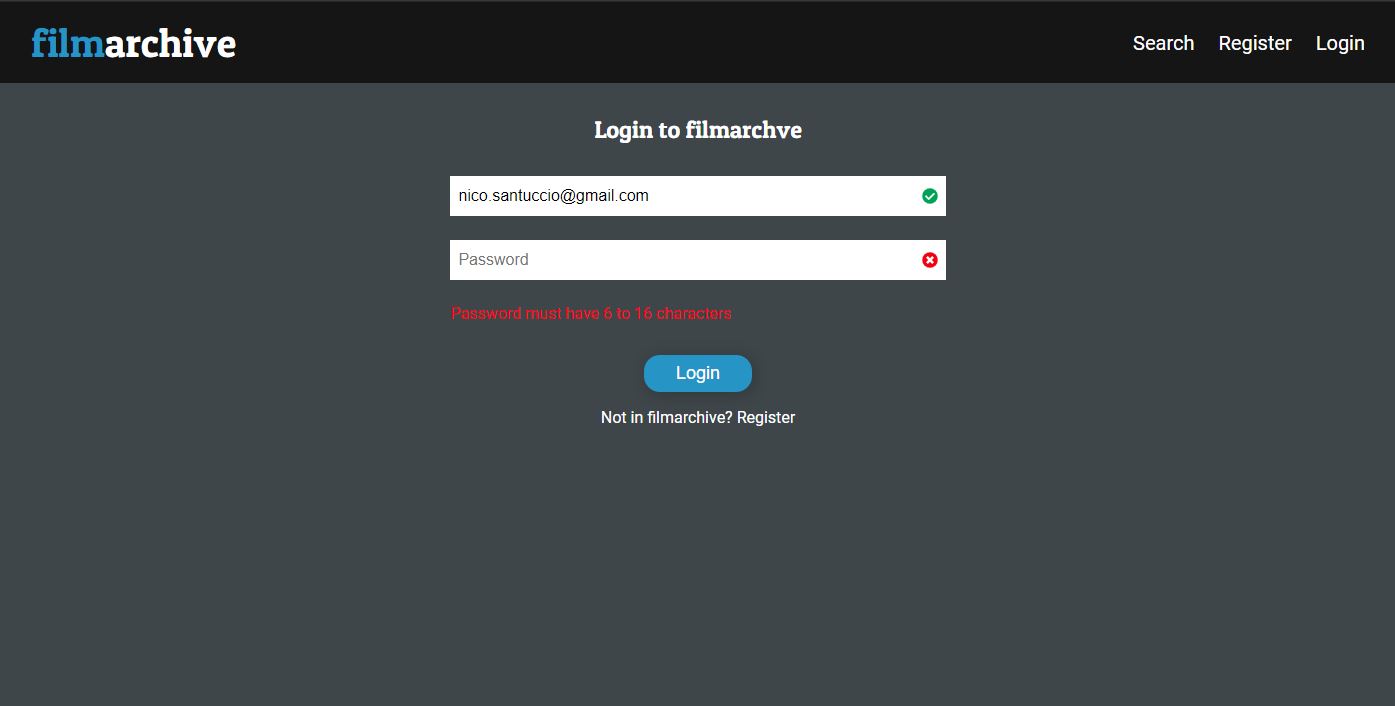 filmarchive
Search Register Login
Login to filmarchve
nico.santuccio@gmail.com
Password
Password must have 6 to 16 characters
Login
Not in filmarchive? Register